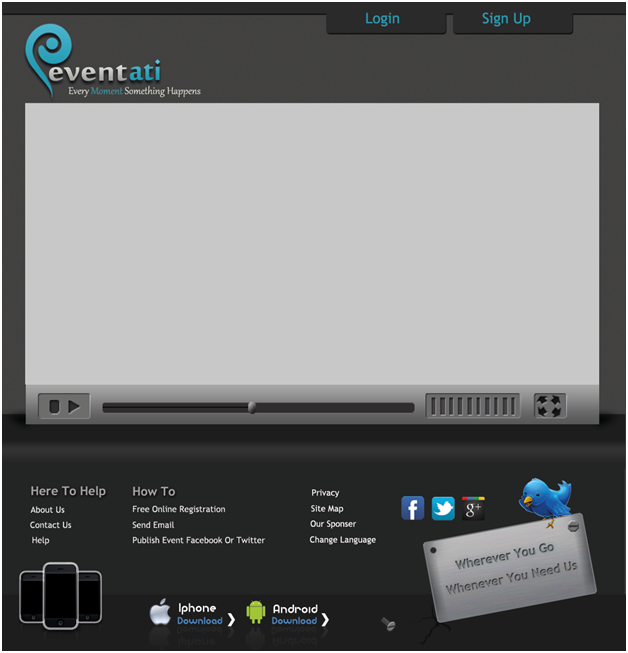 Login
Sign Up
eventati
Every Moment Something Happens
Here To Help
About Us
Contact Us
Help
How To
Free Online Registration
Send Email
Publish Event Facebook Or Twitter
Privacy
Site Map
Our Sponser
Change Language
f
g+
Wherever You Go
Whenever You Need Us
Iphone
Download
Android
Download